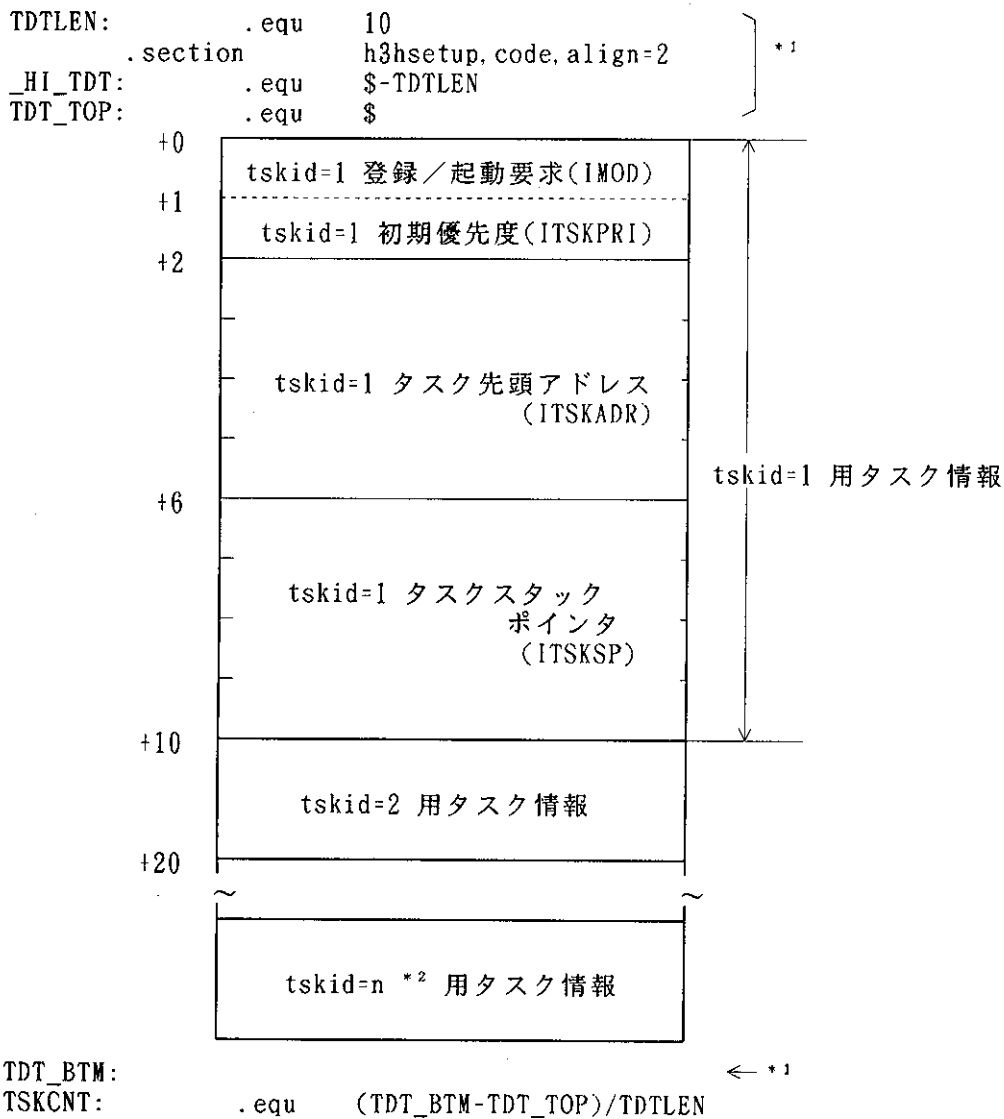 TDTLEN: .equ 10
.section h3hsetup,code,align=2 *1
_HI_TDT: .equ $-TDTLEN
TDT_TOP: .equ $
+0
tskid=1 登録／起動要求(IMOD)
+1
tskid=1 初期優先度(ITSKPRI)
+2
tskid=1 タスク先頭アドレス
(ITSKADR)
tskid=1 用タスク情報
+6
tskid=1 タスクスタック
ポインタ
(ITSKSP)
+10
tskid=2 用タスク情報
+20
~ ~
tskid=n *2 用タスク情報
TDT_BTM: ← *1
TSKCNT: .equ (TDT_BTM-TDT_TOP)/TDTLEN